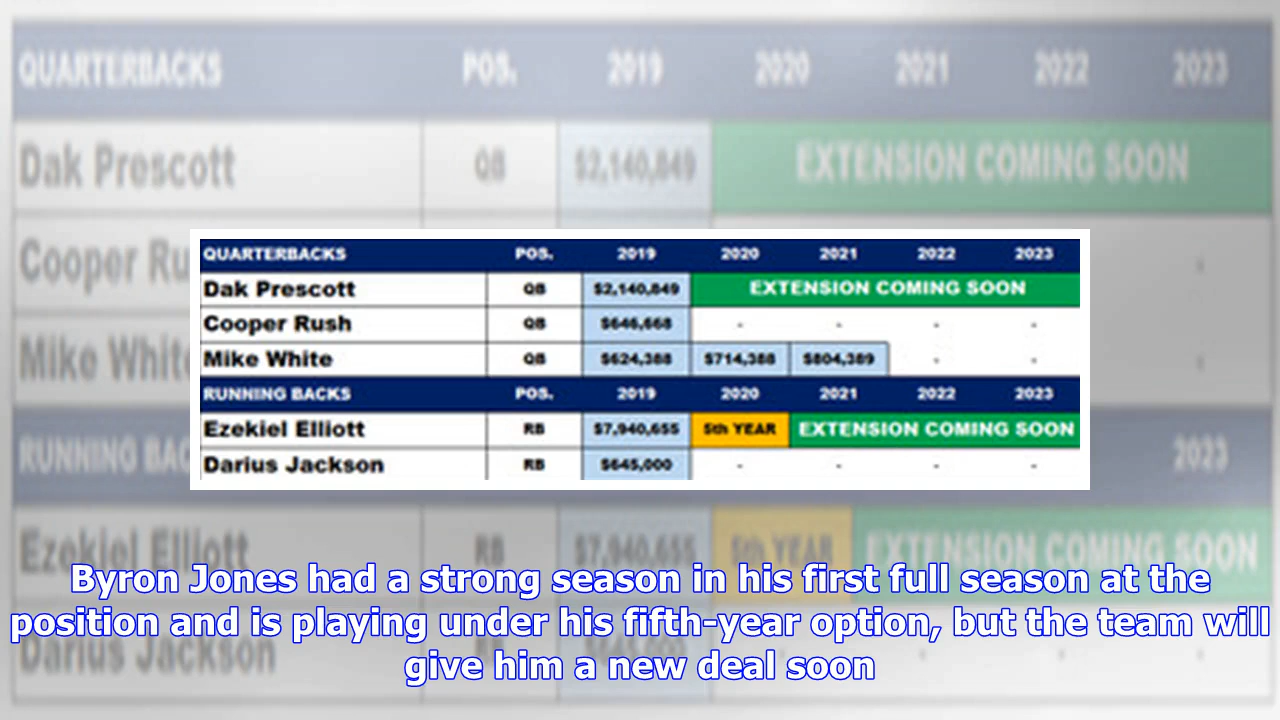 QUARTERBACKS POS. 2019 2020 2021 2022 2023
Dak Prescott QB $2,140,849 EXTENSION COMING SOON
Cooper Rush QB $646,668 - - - -
Mike White QB $624,388 $714,388 $804,389 - -
RUNNING BACKS POS. 2019 2020 2021 2022 2023
Ezekiel Elliott RB $7,940,655 5th YEAR EXTENSION COMING SOON
Darius Jackson RB $645,000 - - - -
Byron Jones had a strong season in his first full season at the
position and is playing under his fifth-year option, but the team will
give him a new deal soon